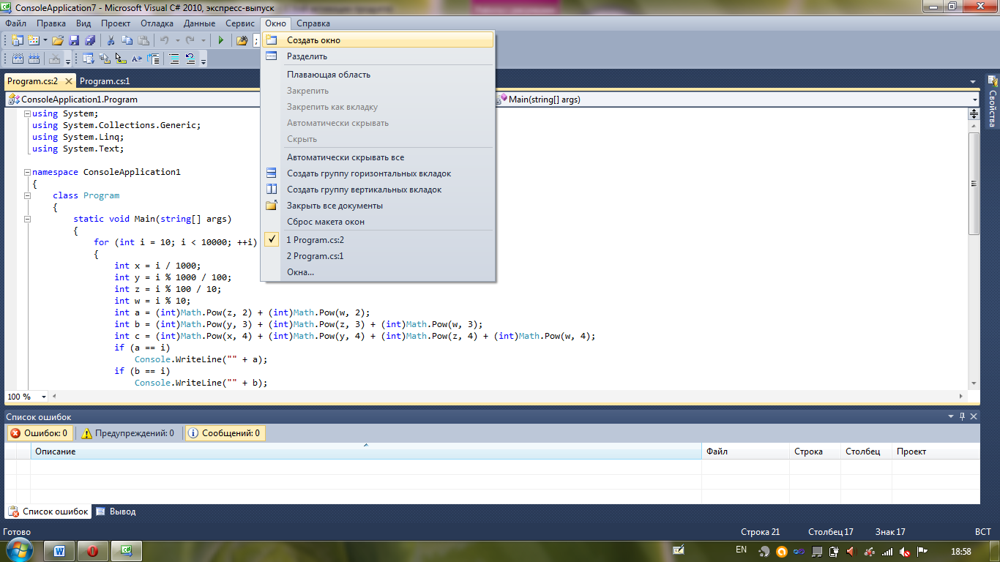 ConsoleApplication7 - Microsoft Visual C# 2010, экспресс-выпуск
Файл Правка Вид Проект Отладка Данные Сервис Окно Справка
Создать окно
Разделить
Плавающая область
Закрепить
Закрепить как вкладку
Автоматически скрывать
Скрыть
Автоматически скрывать все
Создать группу горизонтальных вкладок
Создать группу вертикальных вкладок
Закрыть все документы
Сброс макета окон
1 Program.cs:2
2 Program.cs:1
Окна...
Program.cs:2 Program.cs:1
ConsoleApplication1.Program Main(string[] args)
Свойства
using System;
using System.Collections.Generic;
using System.Linq;
using System.Text;
namespace ConsoleApplication1
{
class Program
{
static void Main(string[] args)
{
for (int i = 10; i < 10000; ++i)
{
int x = i / 1000;
int y = i % 1000 / 100;
int z = i % 100 / 10;
int w = i % 10;
int a = (int)Math.Pow(z, 2) + (int)Math.Pow(w, 2);
int b = (int)Math.Pow(y, 3) + (int)Math.Pow(z, 3) + (int)Math.Pow(w, 3);
int c = (int)Math.Pow(x, 4) + (int)Math.Pow(y, 4) + (int)Math.Pow(z, 4) + (int)Math.Pow(w, 4);
if (a == i)
Console.WriteLine("" + a);
if (b == i)
Console.WriteLine("" + b);
100 %
Список ошибок
Ошибок: 0 Предупреждений: 0 Сообщений: 0
Описание Файл Строка Столбец Проект
Список ошибок Вывод
Готово Строка 21 Столбец 17 Знак 17 ВСТ
EN 18:58